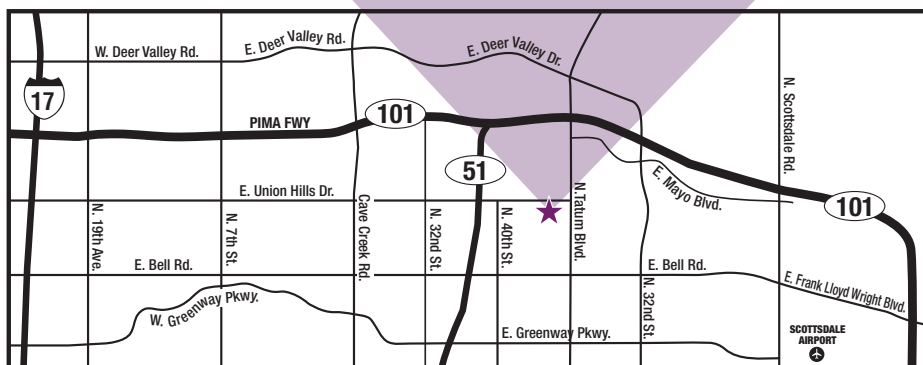 W. Deer Valley Rd.
E. Deer Valley Rd.
E. Deer Valley Dr.
N. Scottsdale Rd.
17
101
PIMA FWY
51
E. Union Hills Dr.
Cave Creek Rd.
N. 32nd St.
N. 40th St.
N. Tatum Blvd.
E. Mayo Blvd.
101
N. 19th Ave.
N. 7th St.
E. Bell Rd.
E. Bell Rd.
N. 32nd St.
E. Frank Lloyd Wright Blvd.
W. Greenway Pkwy.
E. Greenway Pkwy.
SCOTTSDALE
AIRPORT